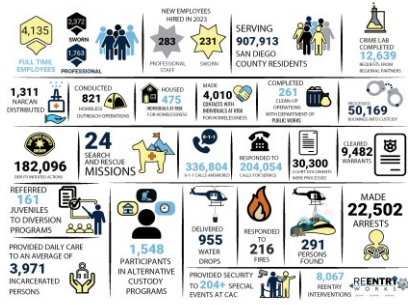 4,135
FULL TIME
EMPLOYEES
2,372
SWORN
1,763
PROFESSIONAL
NEW EMPLOYEES
HIRED IN 2023
283
PROFESSIONAL
STAFF
231
SWORN
SERVING
907,913
SAN DIEGO
COUNTY RESIDENTS
CRIME LAB
COMPLETED
12,639
REQUESTS FROM
REGIONAL PARTNERS
1,311
NARCAN
DISTRIBUTED
CONDUCTED
821
HOMELESS
OUTREACH OPERATIONS
HOUSED
475
INDIVIDUALS AT RISK
FOR HOMELESSNESS
MADE
4,010
CONTACTS WITH
INDIVIDUALS AT RISK
FOR HOMELESSNESS
COMPLETED
261
CLEAN-UP
OPERATIONS
WITH DEPARTMENT OF
PUBLIC WORKS
PROCESSED
50,169
BOOKINGS INTO CUSTODY
182,096
DEPUTY INITIATED ACTIONS
24
SEARCH
AND RESCUE
MISSIONS
9-1-1
336,804
9-1-1 CALLS ANSWERED
RESPONDED TO
204,054
CALLS FOR SERVICE
30,300
COURT DOCUMENTS
WERE PROCESSED
CLEARED
9,482
WARRANTS
REFERRED
161
JUVENILES
TO DIVERSION
PROGRAMS
PROVIDED DAILY CARE
TO AN AVERAGE OF
3,971
INCARCERATED
PERSONS
1,548
PARTICIPANTS
IN ALTERNATIVE
CUSTODY
PROGRAMS
DELIVERED
955
WATER
DROPS
RESPONDED
TO
216
FIRES
291
PERSONS
FOUND
MADE
22,502
ARRESTS
PROVIDED SECURITY
TO 204+ SPECIAL
EVENTS AT CAC
8,067
REENTRY
INTERVENTIONS
REENTRY
WORKS